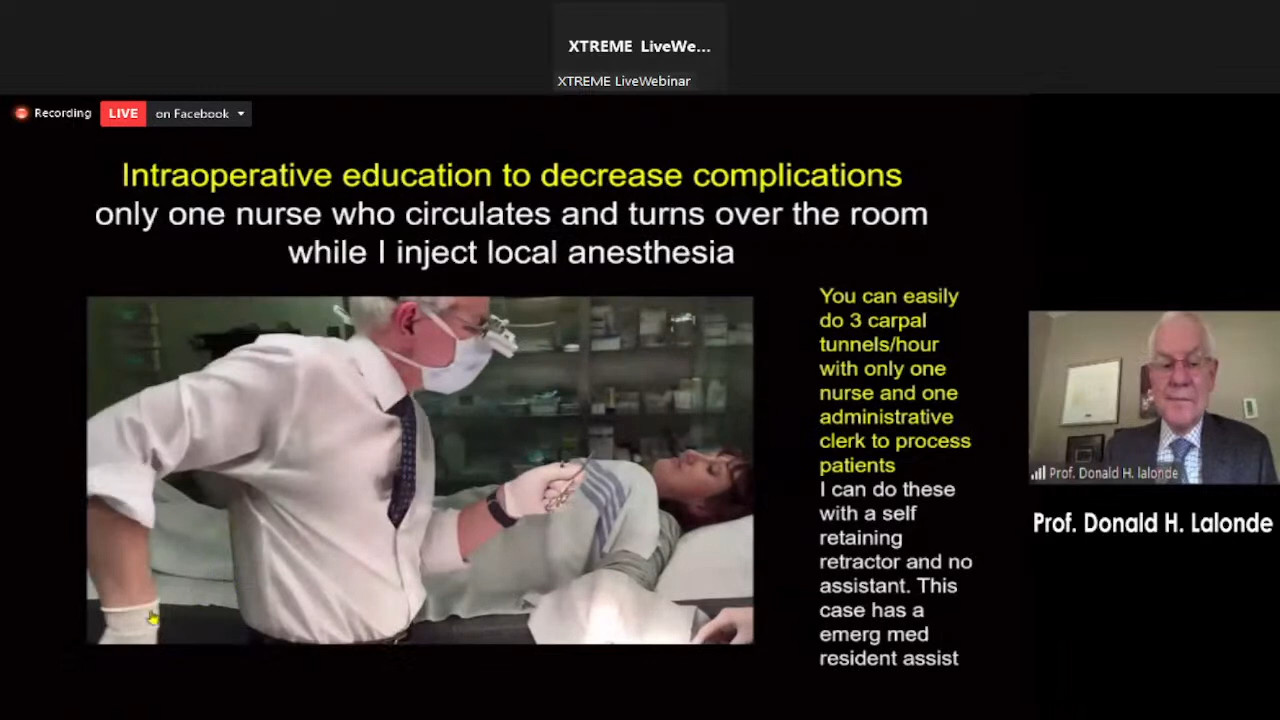 XTREME LiveWe...
XTREME LiveWebinar
Recording
LIVE on Facebook
Intraoperative education to decrease complications
only one nurse who circulates and turns over the room
while I inject local anesthesia
You can easily
do 3 carpal
tunnels/hour
with only one
nurse and one
administrative
clerk to process
patients
I can do these
with a self
retaining
retractor and no
assistant. This
case has a
emerg med
resident assist
Prof. Donald H. lalonde
Prof. Donald H. Lalonde